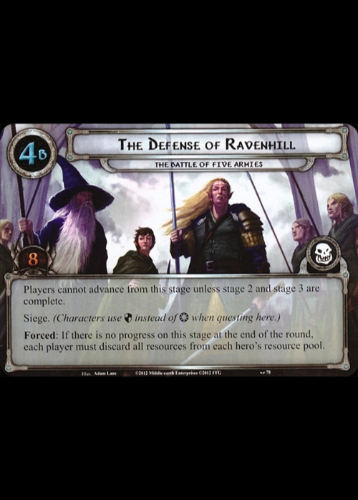 4B
THE DEFENSE OF RAVENHILL
THE BATTLE OF FIVE ARMIES
8
Players cannot advance from this stage unless stage 2 and stage 3 are
complete.
Siege. (Characters use instead of when questing here.)
Forced: If there is no progress on this stage at the end of the round,
each player must discard all resources from each hero's resource pool.
Illus. Adam Lane ©2012 Middle-earth Enterprises ©2012 FFG 78